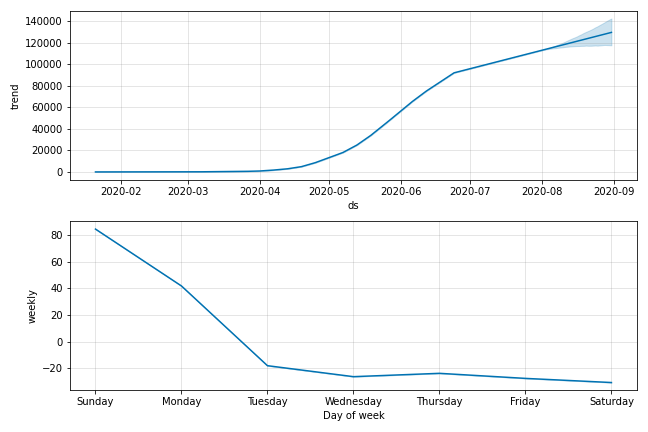 140000
120000
100000
80000
60000
40000
20000
0
trend
2020-02 2020-03 2020-04 2020-05 2020-06 2020-07 2020-08 2020-09
ds
80
60
40
20
0
−20
weekly
Sunday Monday Tuesday Wednesday Thursday Friday Saturday
Day of week